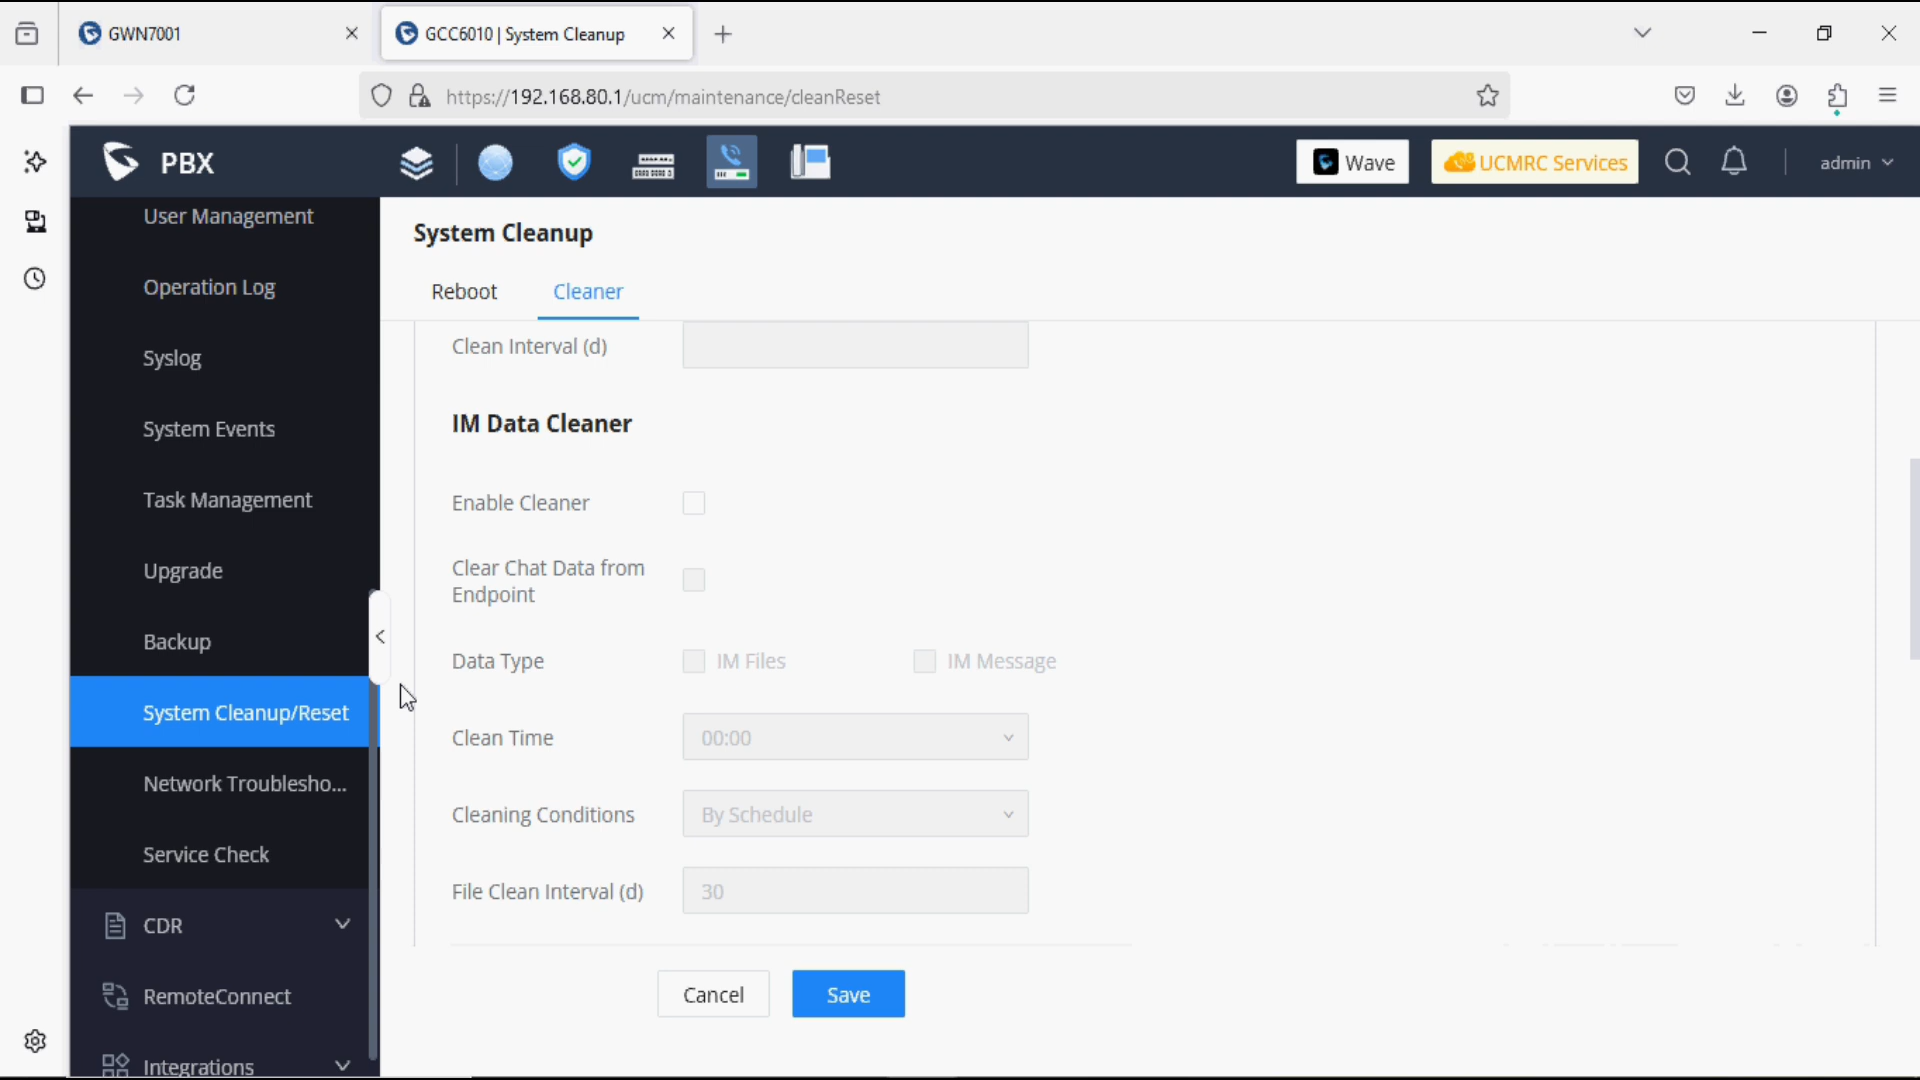 GWN7001
GCC6010 | System Cleanup
https://192.168.80.1/ucm/maintenance/cleanReset
PBX
Wave
UCMRC Services
admin
User Management
Operation Log
Syslog
System Events
Task Management
Upgrade
Backup
System Cleanup/Reset
Network Troublesho...
Service Check
CDR
RemoteConnect
Integrations
System Cleanup
Reboot
Cleaner
Clean Interval (d)
IM Data Cleaner
Enable Cleaner
Clear Chat Data from
Endpoint
Data Type
IM Files
IM Message
Clean Time
00:00
Cleaning Conditions
By Schedule
File Clean Interval (d)
30
Cancel
Save